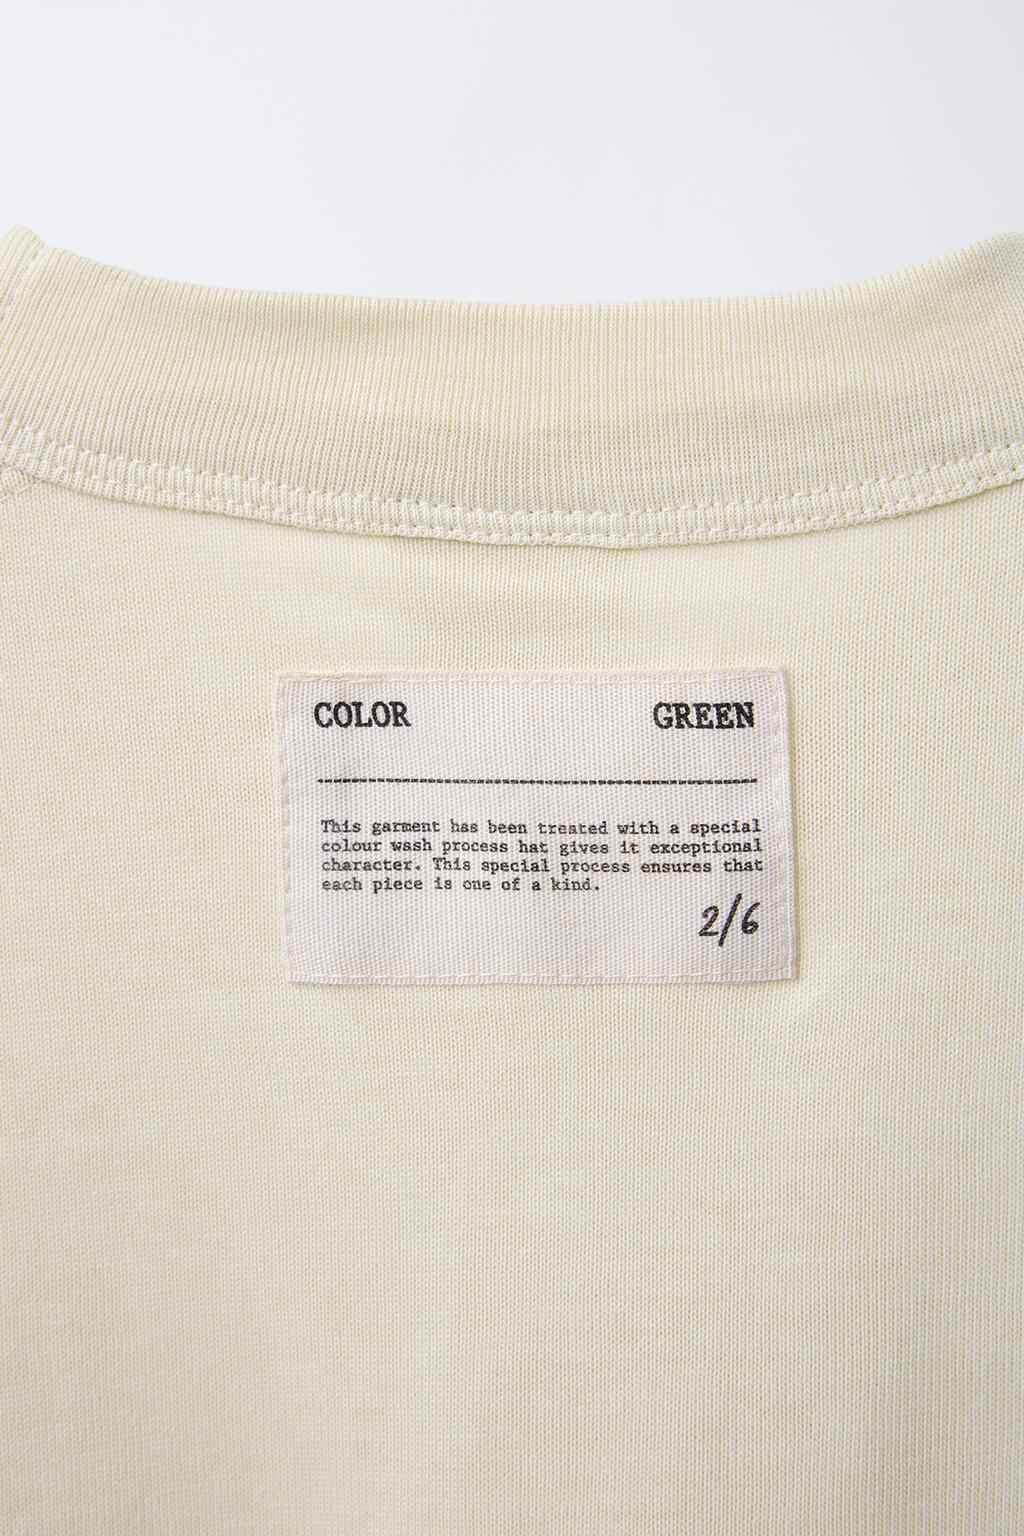 COLOR GREEN
This garment has been treated with a special
colour wash process hat gives it exceptional
character. This special process ensures that
each piece is one of a kind.
2/6